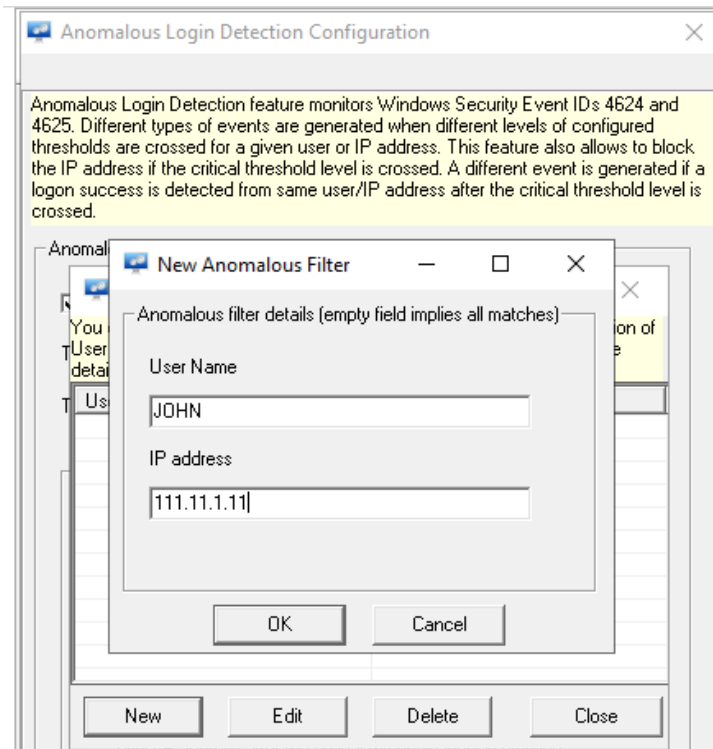 Anomalous Login Detection Configuration
Anomalous Login Detection feature monitors Windows Security Event IDs 4624 and
4625. Different types of events are generated when different levels of configured
thresholds are crossed for a given user or IP address. This feature also allows to block
the IP address if the critical threshold level is crossed. A different event is generated if a
logon success is detected from same user/IP address after the critical threshold level is
crossed.
New Anomalous Filter
Anomalous filter details (empty field implies all matches)
You
of
User
User Name
JOHN
IP address
111.11.1.11
OK
Cancel
New
Edit
Delete
Close